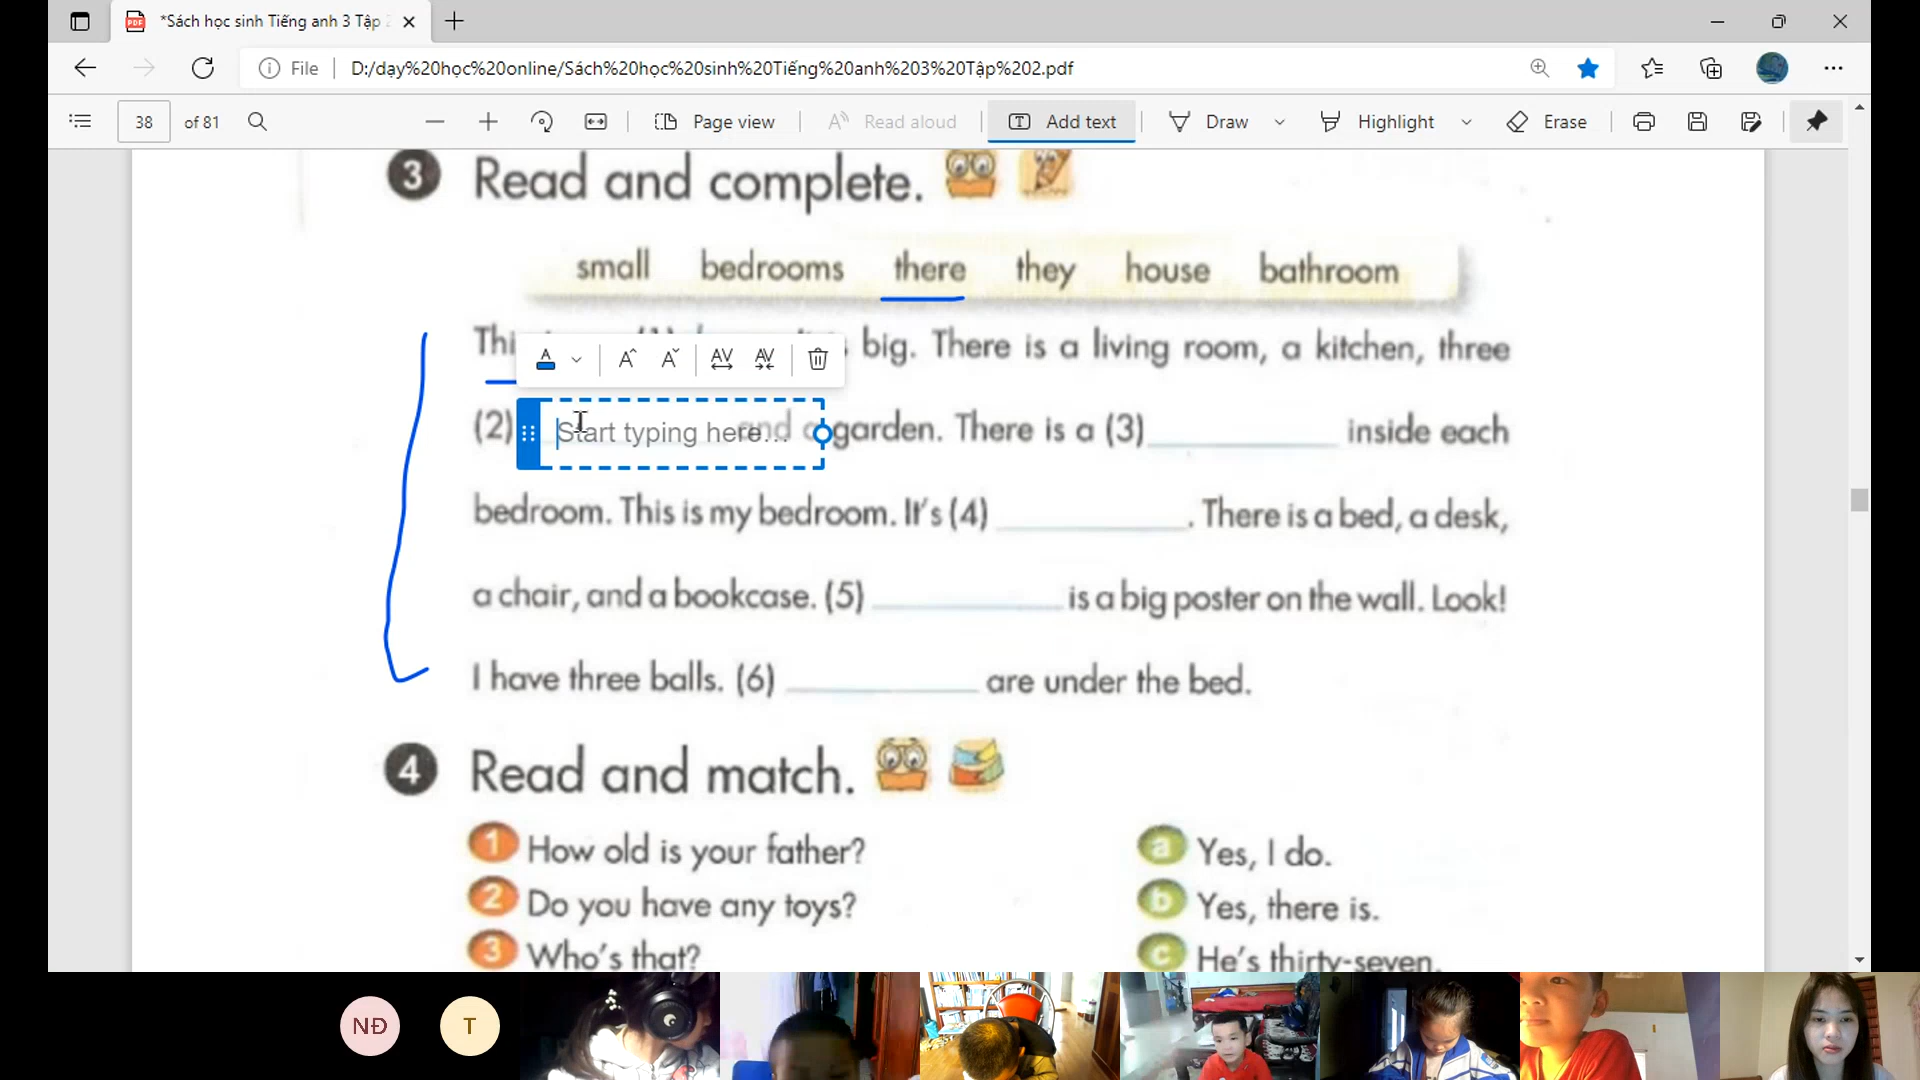 *Sách học sinh Tiếng anh 3 Tập 2
File
D:/dạy%20học%20online/Sách%20học%20sinh%20Tiếng%20anh%203%20Tập%202.pdf
38 of 81
Page view
Read aloud
Add text
Draw
Highlight
Erase
3 Read and complete.
small bedrooms there they house bathroom
Thi big. There is a living room, a kitchen, three
(2) Start typing here... and a garden. There is a (3) inside each
bedroom. This is my bedroom. It's (4) . There is a bed, a desk,
a chair, and a bookcase. (5) is a big poster on the wall. Look!
I have three balls. (6) are under the bed.
4 Read and match.
1 How old is your father?
a Yes, I do.
2 Do you have any toys?
b Yes, there is.
3 Who's that?
c He's thirty-seven.
NĐ
T